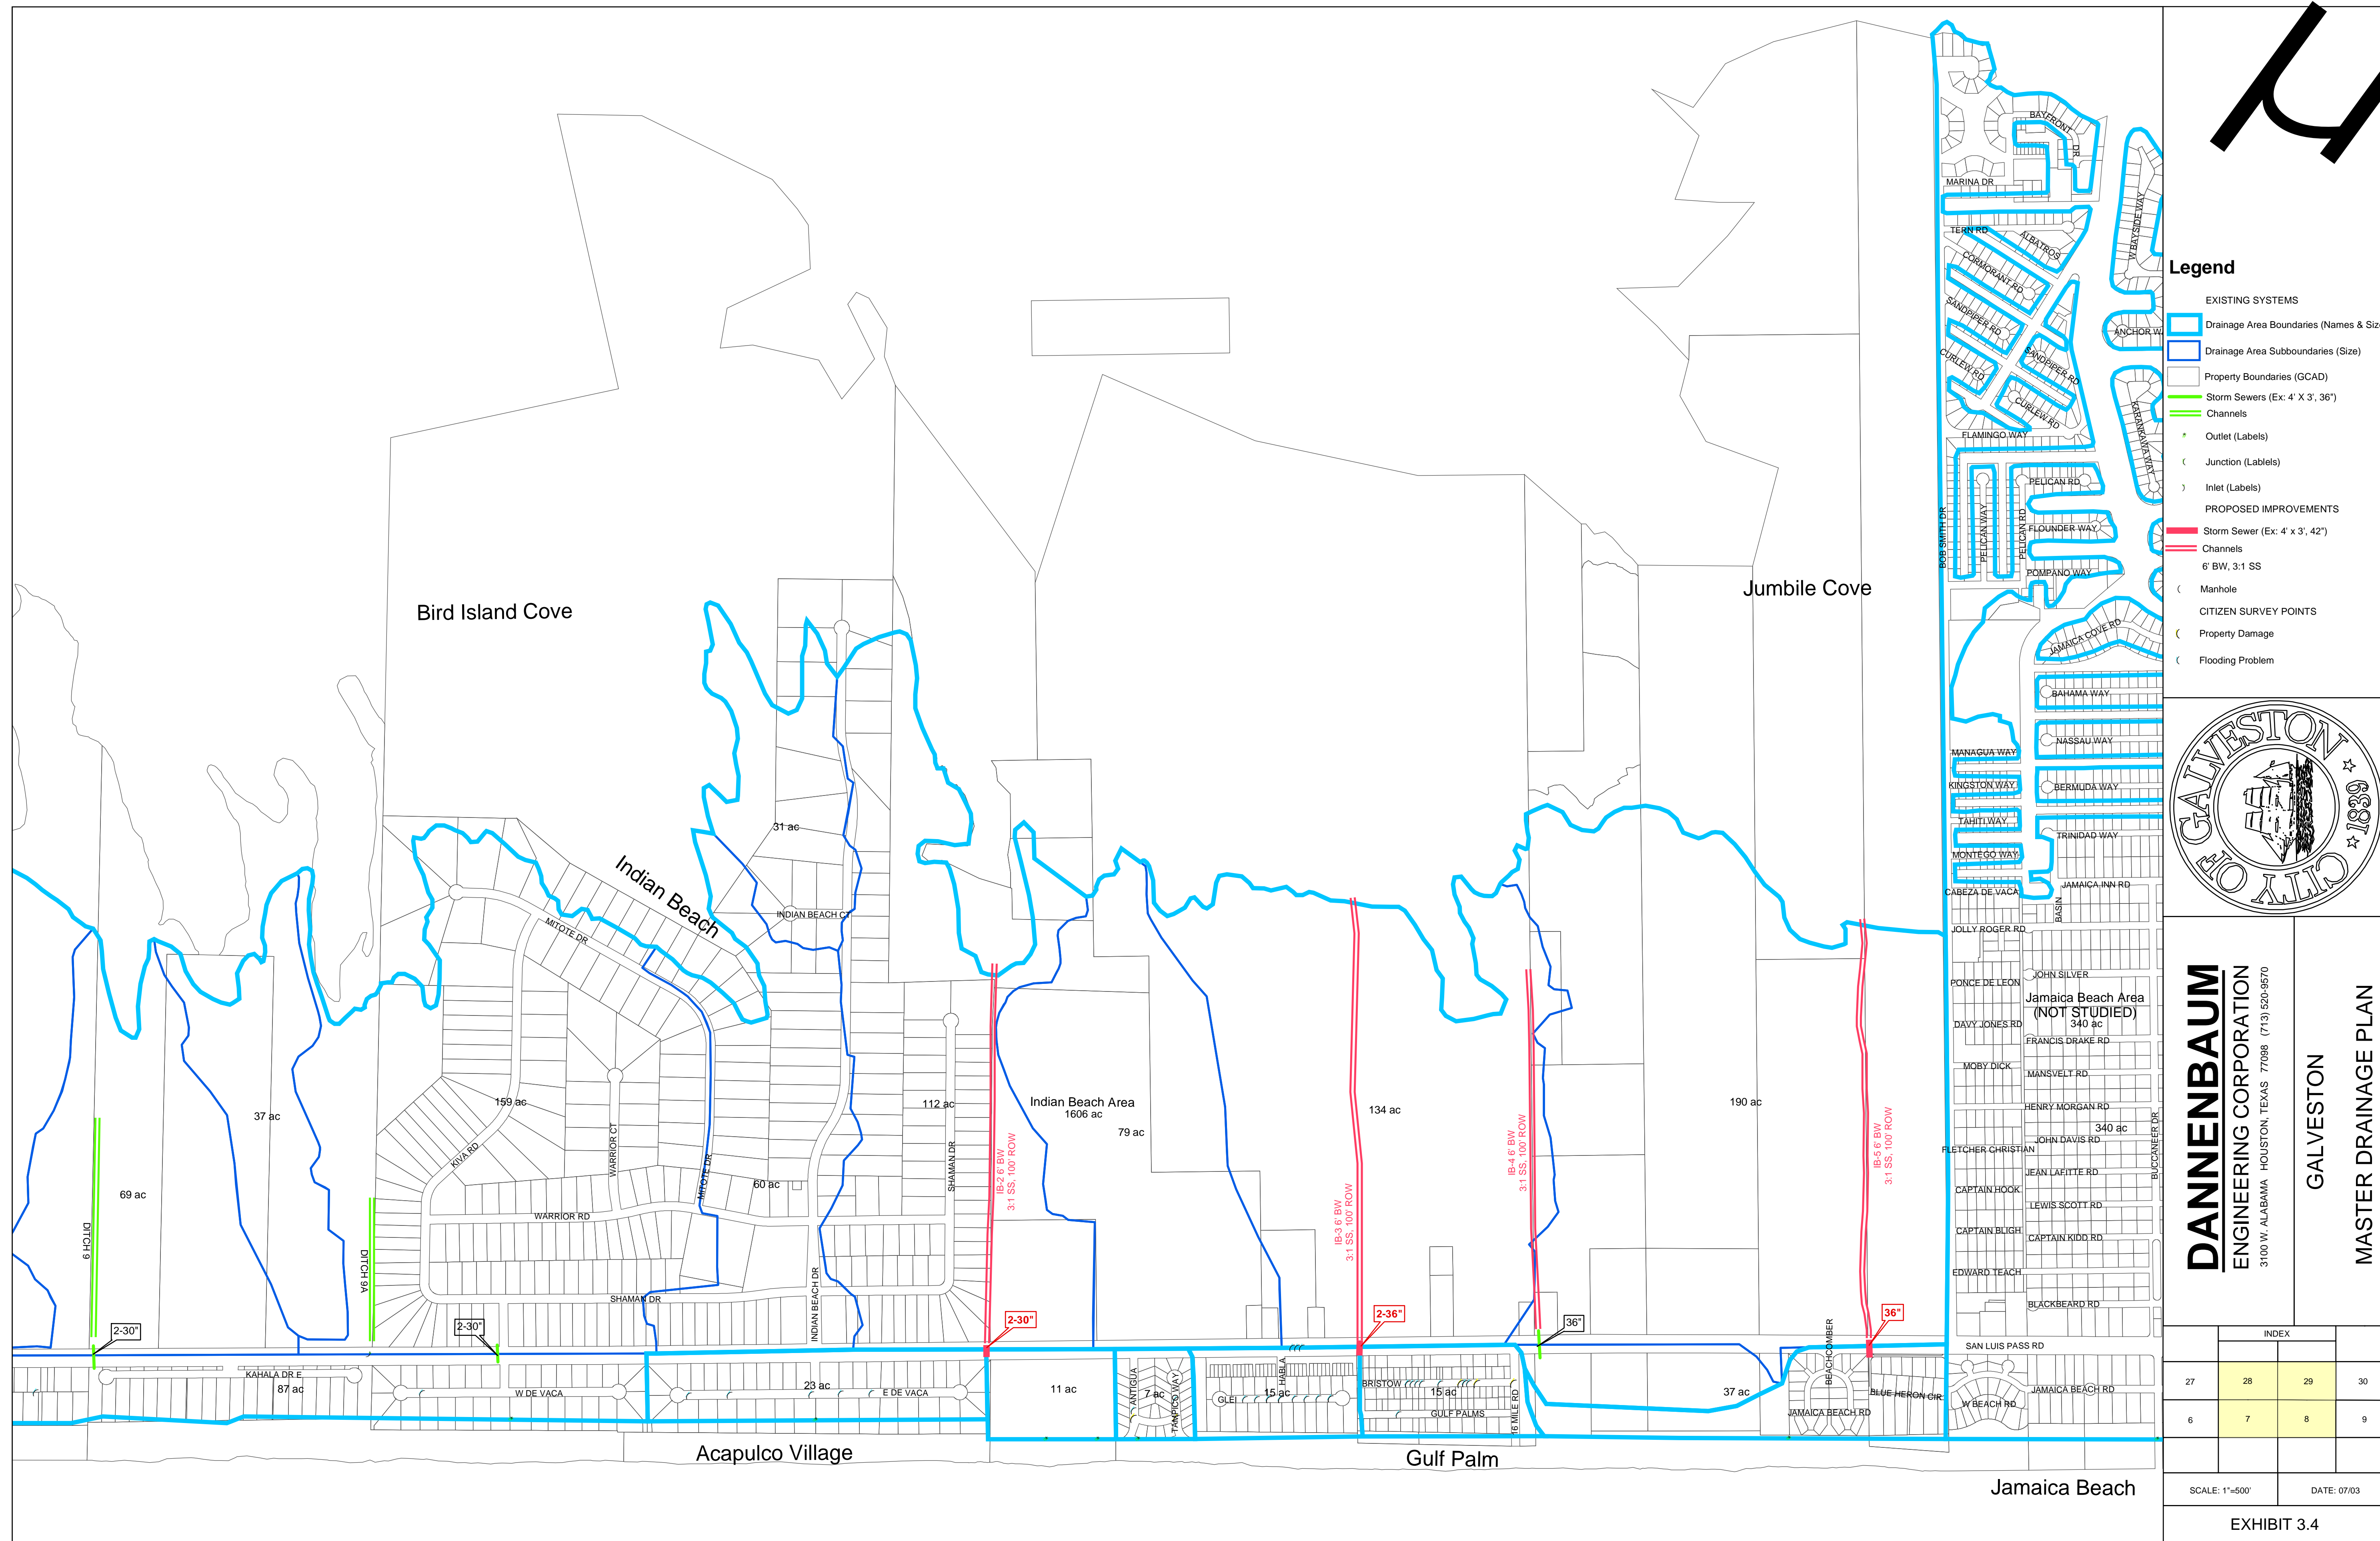 BAYFRONT DR
MARINA DR
TERN RD
ALBATROS
CORMORANT RD
SANDPIPER RD
SANDPIPER RD
CURLEW RD
CURLEW RD
FLAMINGO WAY
W BAYSIDE WAY
ANCHOR W
KARANKAWA WAY
PELICAN RD
PELICAN WAY
PELICAN RD
FLOUNDER WAY
BOB SMITH DR
POMPANO WAY
JAMAICA COVE RD
BAHAMA WAY
NASSAU WAY
MANAGUA WAY
KINGSTON WAY
BERMUDA WAY
TAHITI WAY
TRINIDAD WAY
MONTEGO WAY
JAMAICA INN RD
CABEZA DE VACA
BASIN
JOLLY ROGER RD
JOHN SILVER
PONCE DE LEON
Jamaica Beach Area
(NOT STUDIED)
340 ac
DAVY JONES RD
FRANCIS DRAKE RD
MOBY DICK
MANSVELT RD
HENRY MORGAN RD
340 ac
JOHN DAVIS RD
FLETCHER CHRISTIAN
JEAN LAFITTE RD
BUCCANEER DR
CAPTAIN HOOK
LEWIS SCOTT RD
CAPTAIN BLIGH
CAPTAIN KIDD RD
EDWARD TEACH
BLACKBEARD RD
SAN LUIS PASS RD
JAMAICA BEACH RD
W BEACH RD
Bird Island Cove
Jumbile Cove
Indian Beach
31 ac
INDIAN BEACH CT
MITOTE DR
159 ac
KIVA RD
WARRIOR CT
MITOTE DR
60 ac
WARRIOR RD
SHAMAN DR
INDIAN BEACH DR
112 ac
SHAMAN DR
37 ac
69 ac
DITCH 9
DITCH 9A
IB-2 6' BW
3:1 SS, 100' ROW
Indian Beach Area
1606 ac
79 ac
134 ac
IB-3 6' BW
3:1 SS, 100' ROW
IB-4 6' BW
3:1 SS, 100' ROW
190 ac
IB-5 6' BW
3:1 SS, 100' ROW
2-30"
2-30"
2-30"
2-36"
36"
36"
KAHALA DR E
87 ac
W DE VACA
23 ac
E DE VACA
11 ac
ANTIGUA
7 ac
TANPICO WAY
GLEI
HABLA
15 ac
BRISTOW
15 ac
GULF PALMS
16 MILE RD
37 ac
BEACHCOMBER
JAMAICA BEACH RD
BLUE HERON CIR
Acapulco Village
Gulf Palm
Jamaica Beach
Legend
EXISTING SYSTEMS
Drainage Area Boundaries (Names & Siz
Drainage Area Subboundaries (Size)
Property Boundaries (GCAD)
Storm Sewers (Ex: 4' X 3', 36")
Channels
Outlet (Labels)
Junction (Lablels)
Inlet (Labels)
PROPOSED IMPROVEMENTS
Storm Sewer (Ex: 4' x 3', 42")
Channels
6' BW, 3:1 SS
Manhole
CITIZEN SURVEY POINTS
Property Damage
Flooding Problem
CITY OF GALVESTON
1839
DANNENBAUM
ENGINEERING CORPORATION
3100 W. ALABAMA HOUSTON, TEXAS 77098 (713) 520-9570
GALVESTON
MASTER DRAINAGE PLAN
INDEX
27 28 29 30
6 7 8 9
SCALE: 1"=500'
DATE: 07/03
EXHIBIT 3.4